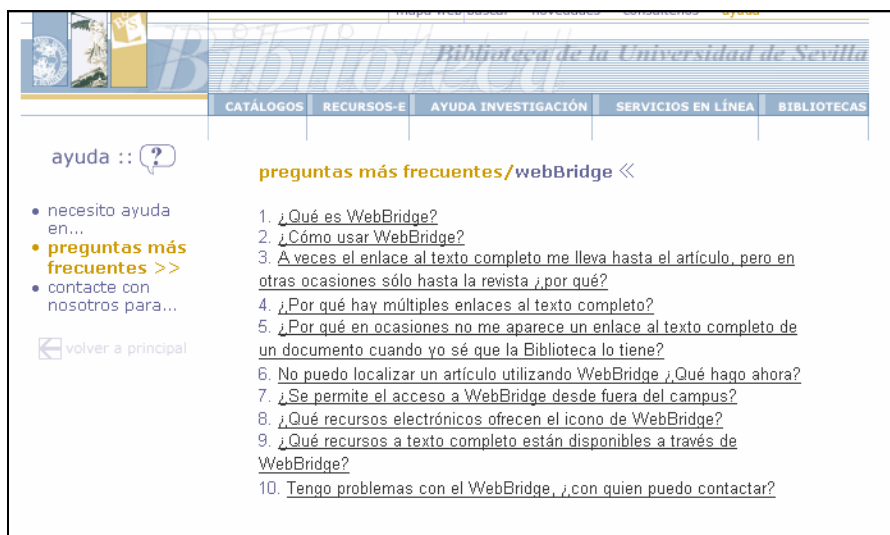 mapa web buscar novedades consúltenos ayuda
Biblioteca
Biblioteca de la Universidad de Sevilla
CATÁLOGOS RECURSOS-E AYUDA INVESTIGACIÓN SERVICIOS EN LÍNEA BIBLIOTECAS
ayuda :: ?
preguntas más frecuentes/webBridge <<
• necesito ayuda
en...
• preguntas más
frecuentes >>
• contacte con
nosotros para...
volver a principal
1. ¿Qué es WebBridge?
2. ¿Cómo usar WebBridge?
3. A veces el enlace al texto completo me lleva hasta el artículo, pero en
otras ocasiones sólo hasta la revista ¿por qué?
4. ¿Por qué hay múltiples enlaces al texto completo?
5. ¿Por qué en ocasiones no me aparece un enlace al texto completo de
un documento cuando yo sé que la Biblioteca lo tiene?
6. No puedo localizar un artículo utilizando WebBridge ¿Qué hago ahora?
7. ¿Se permite el acceso a WebBridge desde fuera del campus?
8. ¿Qué recursos electrónicos ofrecen el icono de WebBridge?
9. ¿Qué recursos a texto completo están disponibles a través de
WebBridge?
10. Tengo problemas con el WebBridge, ¿con quien puedo contactar?